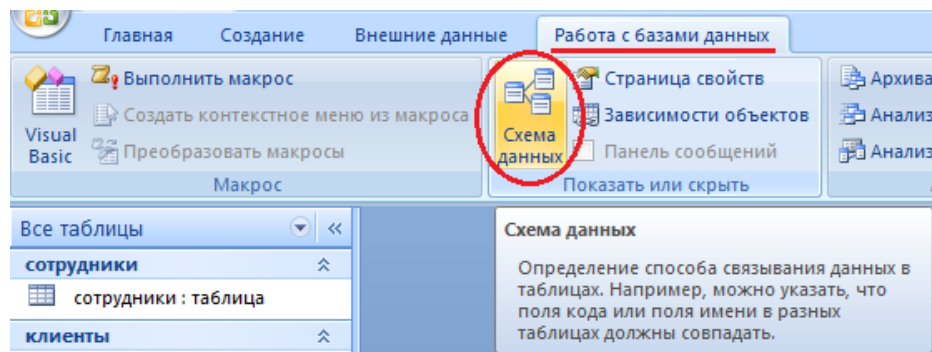 Главная Создание Внешние данные Работа с базами данных
Visual Basic
Выполнить макрос
Создать контекстное меню из макроса
Преобразовать макросы
Макрос
Схема данных
Страница свойств
Зависимости объектов
Панель сообщений
Показать или скрыть
Архива
Анализ
Анализ
Все таблицы
сотрудники
сотрудники : таблица
клиенты
Схема данных
Определение способа связывания данных в
таблицах. Например, можно указать, что
поля кода или поля имени в разных
таблицах должны совпадать.